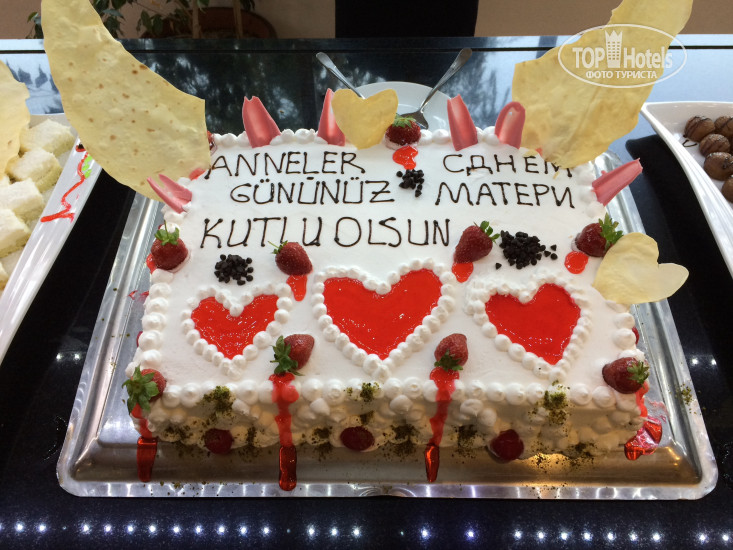 ANNELER
GÜNÜNÜZ
KUTLU OLSUN
СДНЕМ
МАТЕРИ
TOP Hotels
ФОТО ТУРИСТА